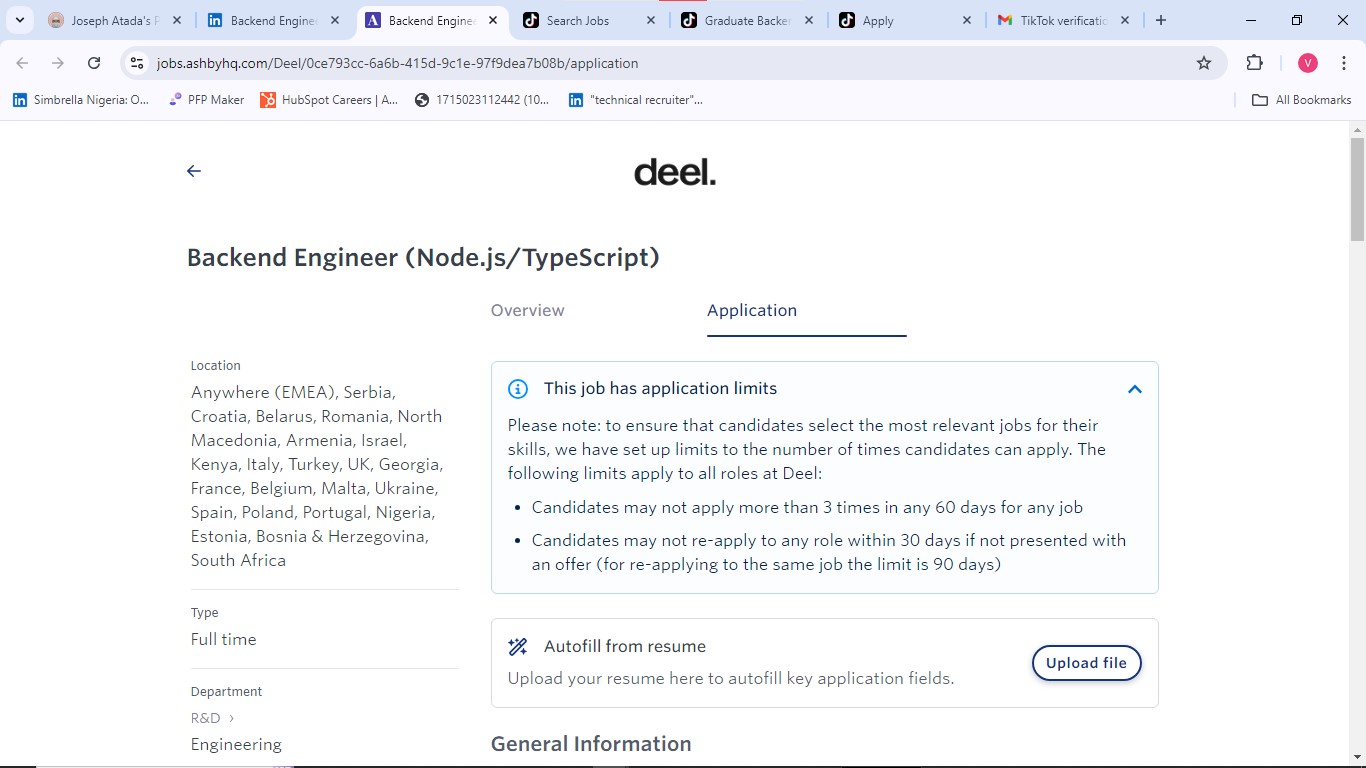 Joseph Atada's P
Backend Enginee
Backend Enginee
Search Jobs
Graduate Backen
Apply
TikTok verificatio
jobs.ashbyhq.com/Deel/0ce793cc-6a6b-415d-9c1e-97f9dea7b08b/application
V
Simbrella Nigeria: O...
PFP Maker
HubSpot Careers | A...
1715023112442 (10...
"technical recruiter"...
All Bookmarks
deel.
Backend Engineer (Node.js/TypeScript)
Overview
Application
Location
Anywhere (EMEA), Serbia,
Croatia, Belarus, Romania, North
Macedonia, Armenia, Israel,
Kenya, Italy, Turkey, UK, Georgia,
France, Belgium, Malta, Ukraine,
Spain, Poland, Portugal, Nigeria,
Estonia, Bosnia & Herzegovina,
South Africa
Type
Full time
Department
R&D ›
Engineering
This job has application limits
Please note: to ensure that candidates select the most relevant jobs for their
skills, we have set up limits to the number of times candidates can apply. The
following limits apply to all roles at Deel:
• Candidates may not apply more than 3 times in any 60 days for any job
• Candidates may not re-apply to any role within 30 days if not presented with
an offer (for re-applying to the same job the limit is 90 days)
Autofill from resume
Upload your resume here to autofill key application fields.
Upload file
General Information